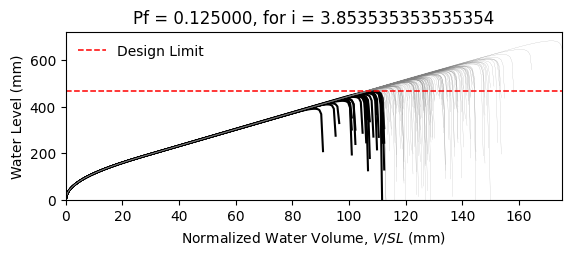 Pf = 0.125000, for i = 3.853535353535354
Design Limit
Water Level (mm)
600
400
200
0
0 20 40 60 80 100 120 140 160
Normalized Water Volume, V/SL (mm)